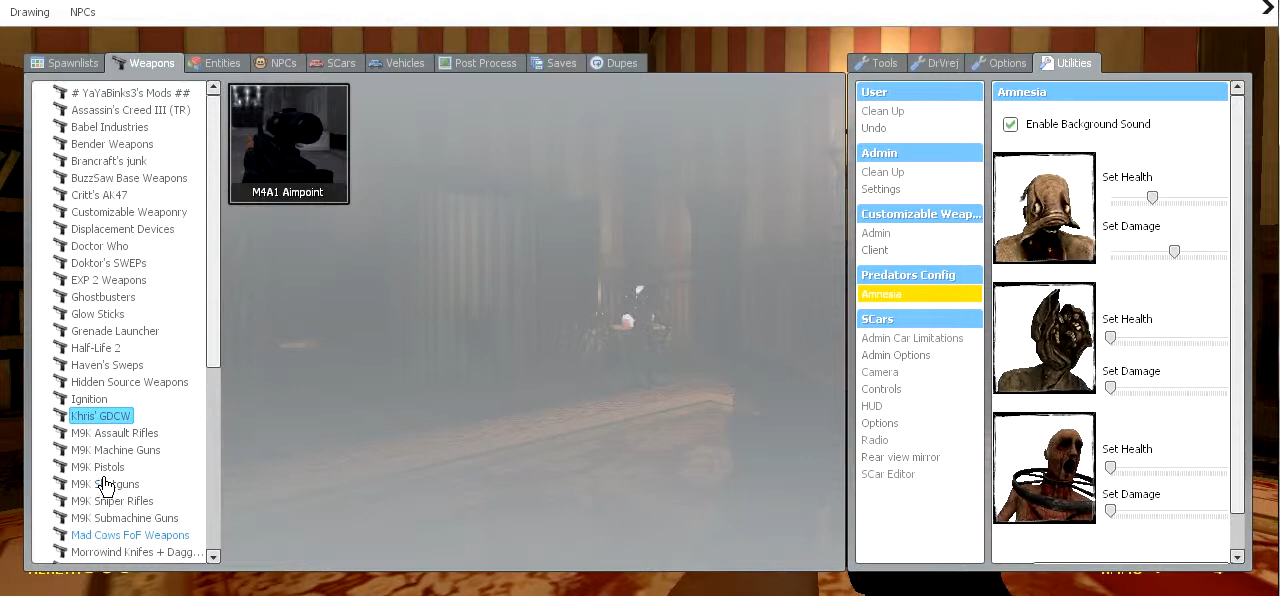 Drawing NPCs
Spawnlists Weapons Entities NPCs SCars Vehicles Post Process Saves Dupes
Tools DrVrej Options Utilities
# YaYaBinks3's Mods ##
Assassin's Creed III (TR)
Babel Industries
Bender Weapons
Brancraft's junk
BuzzSaw Base Weapons
Critt's AK47
Customizable Weaponry
Displacement Devices
Doctor Who
Doktor's SWEPs
EXP 2 Weapons
Ghostbusters
Glow Sticks
Grenade Launcher
Half-Life 2
Haven's Sweps
Hidden Source Weapons
Ignition
Khris' GDCW
M9K Assault Rifles
M9K Machine Guns
M9K Pistols
M9K
M9K Sniper Rifles
M9K Submachine Guns
Mad Cows FoF Weapons
Morrowind Knifes + Dagg...
M4A1 Aimpoint
User
Clean Up
Undo
Admin
Clean Up
Settings
Customizable Weap...
Admin
Client
Predators Config
Amnesia
SCars
Admin Car Limitations
Admin Options
Camera
Controls
HUD
Options
Radio
Rear view mirror
SCar Editor
Amnesia
Enable Background Sound
Set Health
Set Damage
Set Health
Set Damage
Set Health
Set Damage